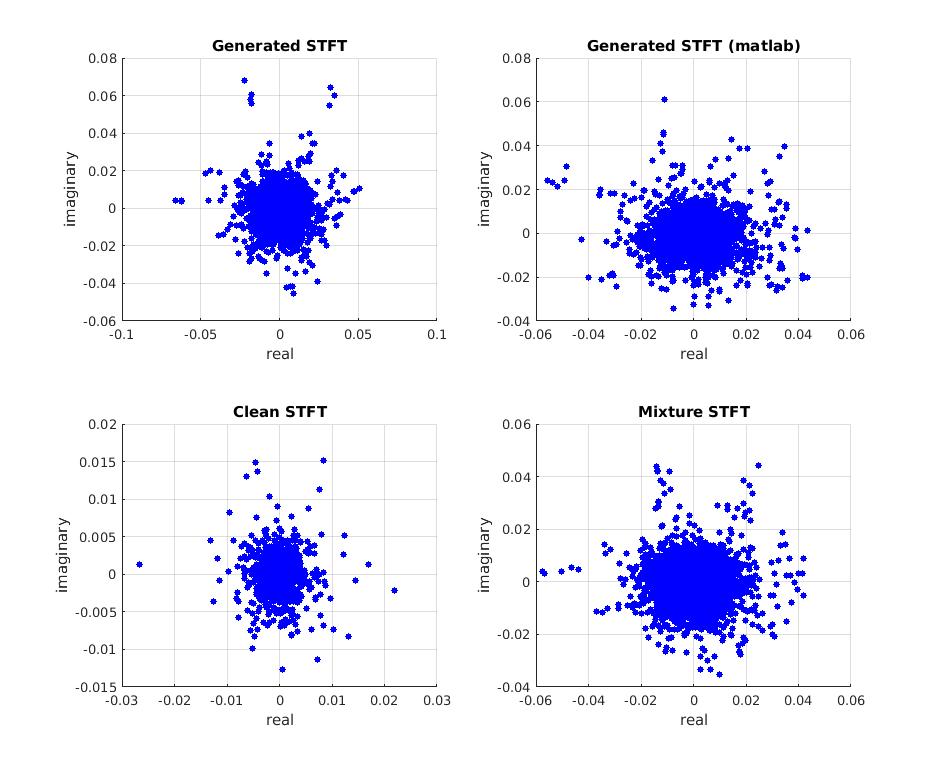 Generated STFT
0.08
0.06
0.04
0.02
0
-0.02
-0.04
-0.06
imaginary
-0.1 -0.05 0 0.05 0.1
real
Generated STFT (matlab)
0.08
0.06
0.04
0.02
0
-0.02
-0.04
imaginary
-0.06 -0.04 -0.02 0 0.02 0.04 0.06
real
Clean STFT
0.02
0.015
0.01
0.005
0
-0.005
-0.01
-0.015
imaginary
-0.03 -0.02 -0.01 0 0.01 0.02 0.03
real
Mixture STFT
0.06
0.04
0.02
0
-0.02
-0.04
imaginary
-0.06 -0.04 -0.02 0 0.02 0.04 0.06
real